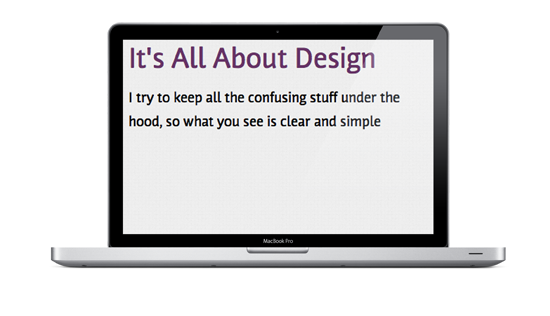 It's All About Design
I try to keep all the confusing stuff under the
hood, so what you see is clear and simple
MacBook Pro